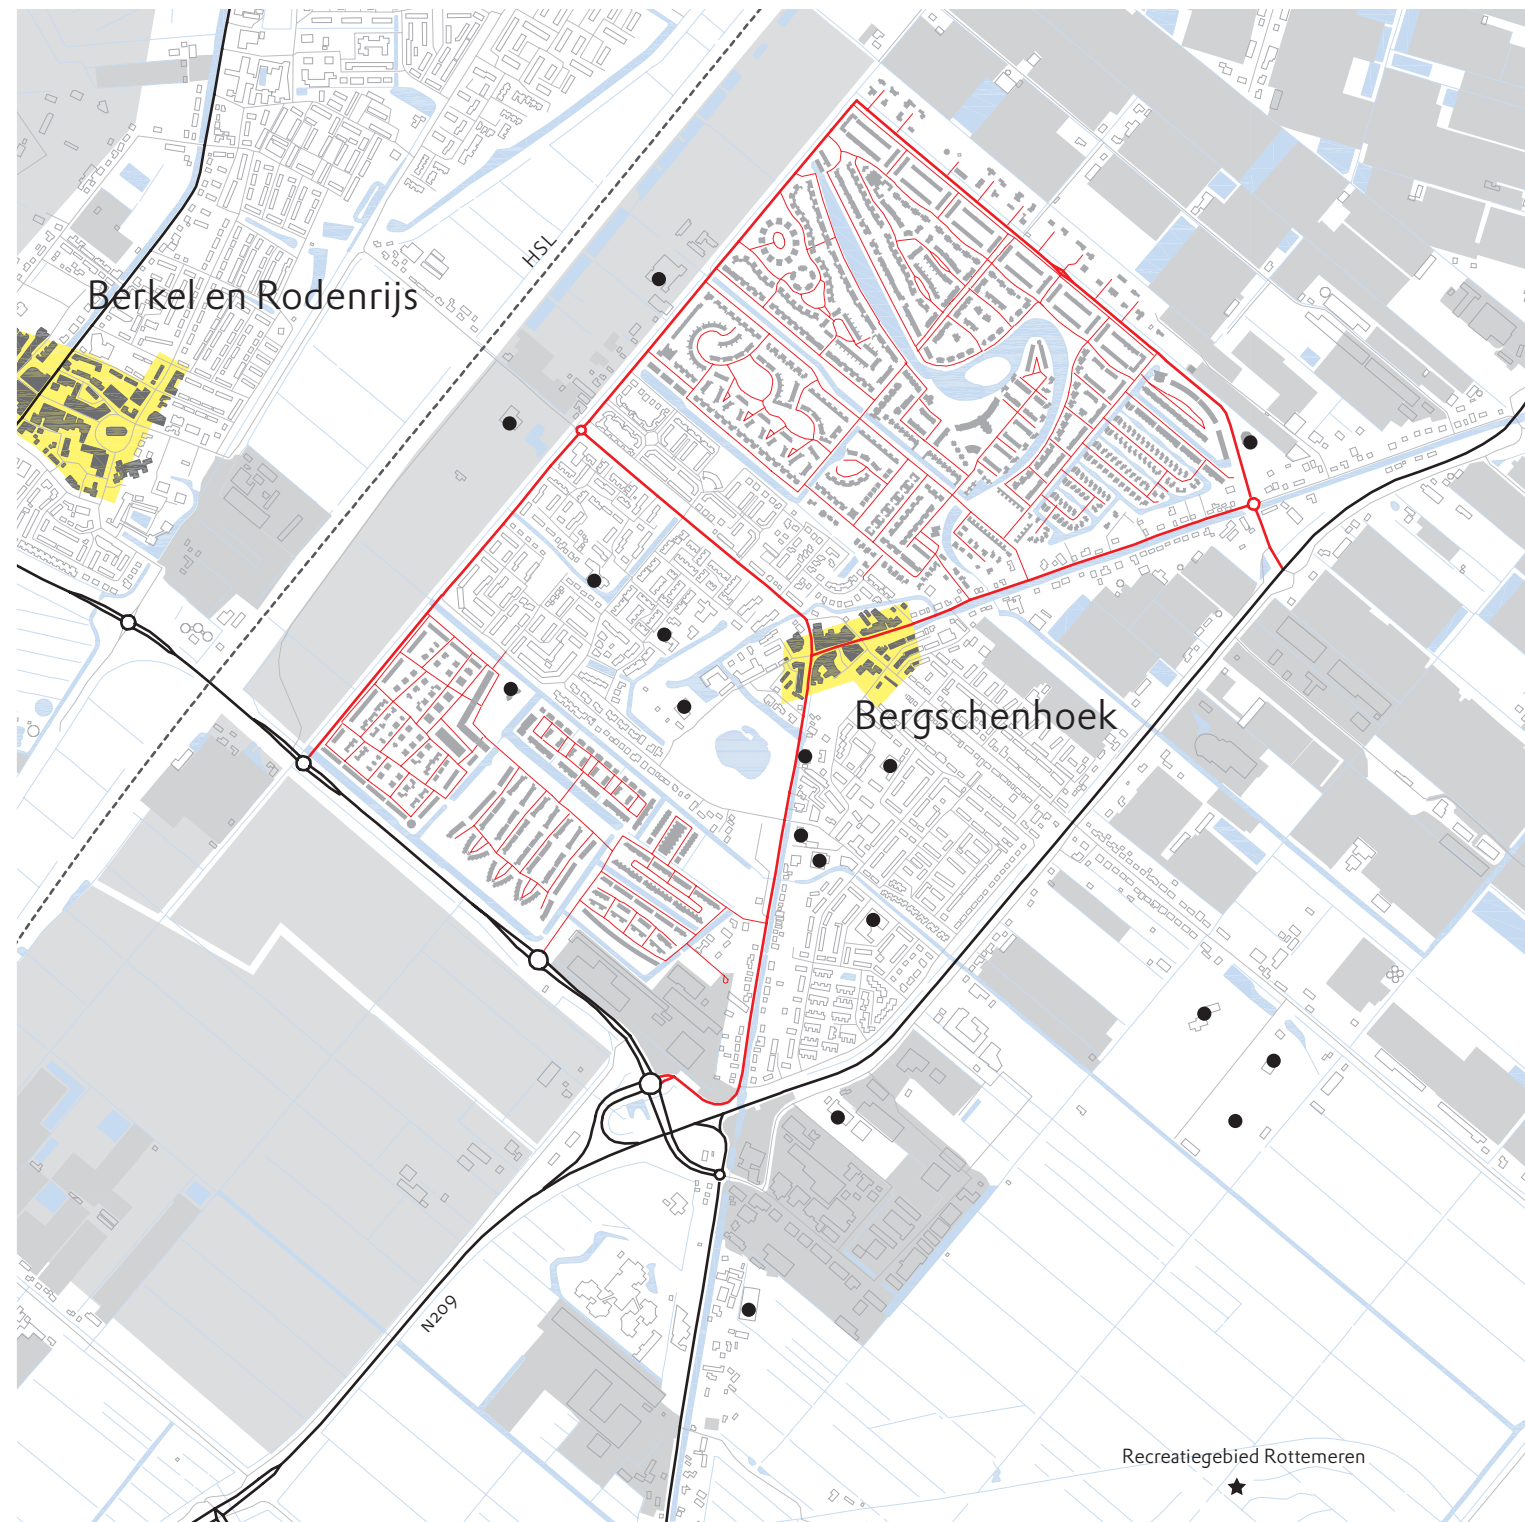 HSL
Berkel en Rodenrijs
Bergschenhoek
N209
Recreatiegebied Rottemeren